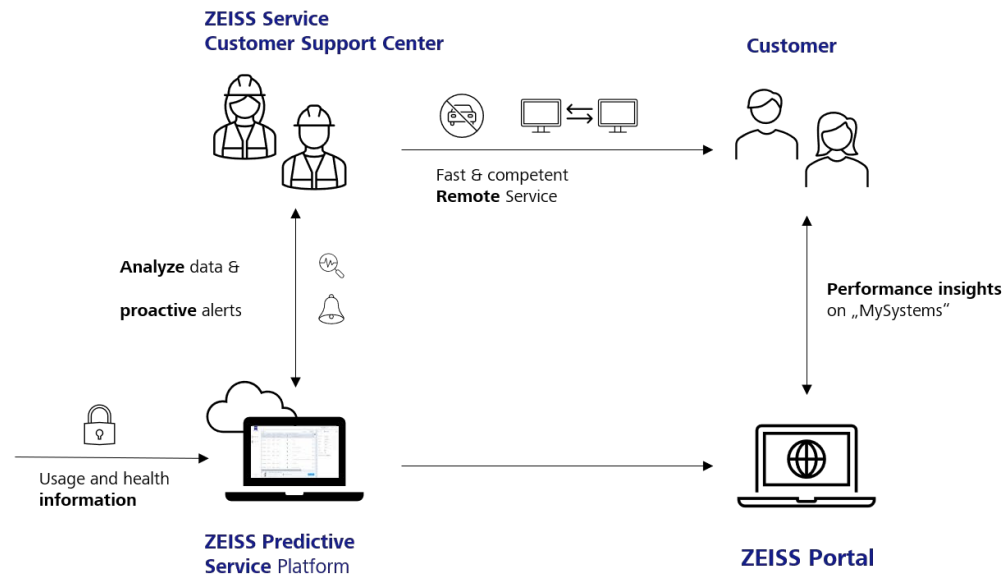 ZEISS Service
Customer Support Center
Customer
Fast & competent
Remote Service
Analyze data &
proactive alerts
Performance insights
on „MySystems“
Usage and health
information
ZEISS Predictive
Service Platform
ZEISS Portal